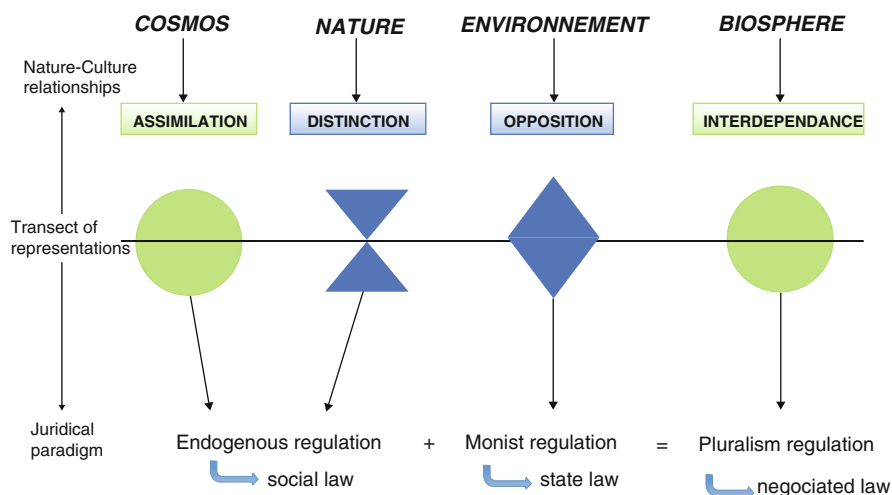 COSMOS NATURE ENVIRONNEMENT BIOSPHERE
Nature-Culture
relationships
ASSIMILATION DISTINCTION OPPOSITION INTERDEPENDANCE
Transect of
representations
Juridical
paradigm
Endogenous regulation + Monist regulation = Pluralism regulation
social law state law negociated law